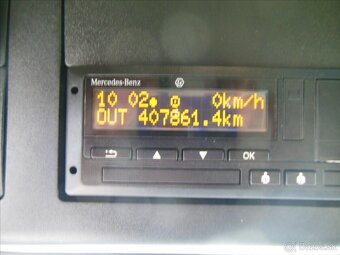 Mercedes-Benz
10 02● 0km/h
OUT 407861.4km
OK